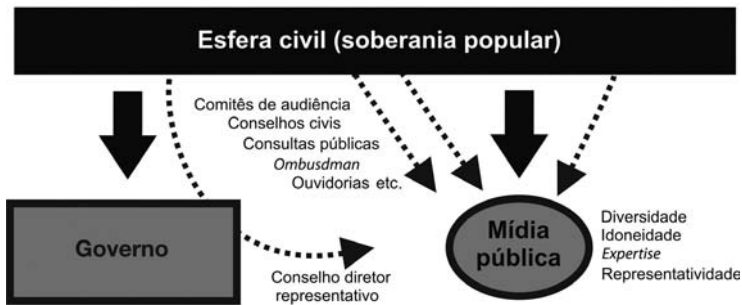 Esfera civil (soberania popular)
Comitês de audiência
Conselhos civis
Consultas públicas
Ombusdman
Ouvidorias etc.
Governo
Mídia
pública
Diversidade
Idoneidade
Expertise
Representatividade
Conselho diretor
representativo